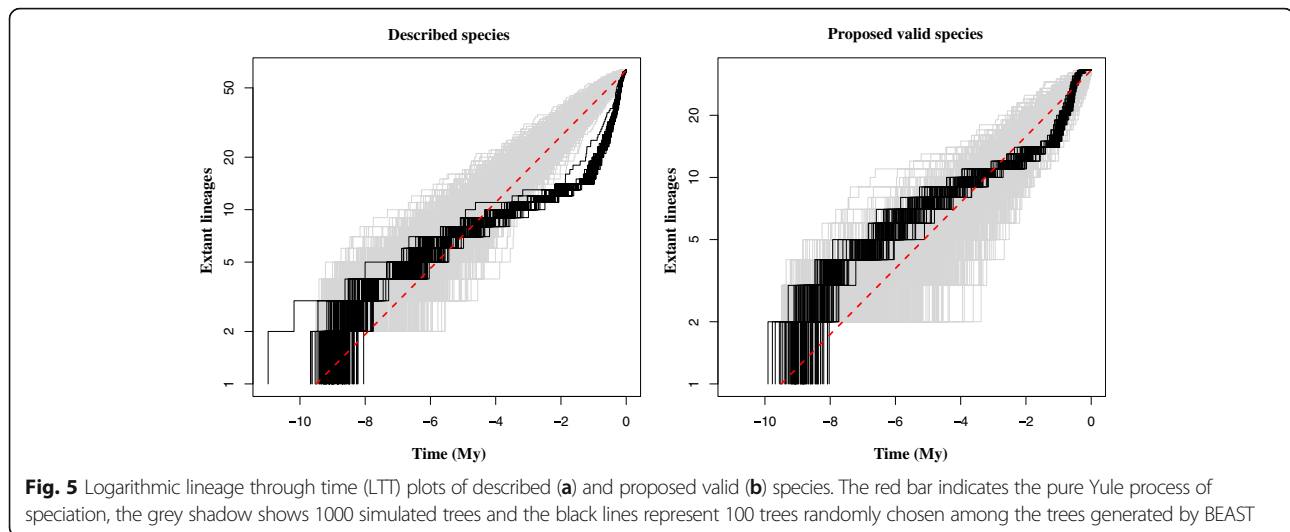 Described species
Proposed valid species
Extant lineages
50
20
10
5
2
1
−10
−8
−6
−4
−2
0
Time (My)
Extant lineages
20
10
5
2
1
−10
−8
−6
−4
−2
0
Time (My)
Fig. 5 Logarithmic lineage through time (LTT) plots of described (a) and proposed valid (b) species. The red bar indicates the pure Yule process of
speciation, the grey shadow shows 1000 simulated trees and the black lines represent 100 trees randomly chosen among the trees generated by BEAST